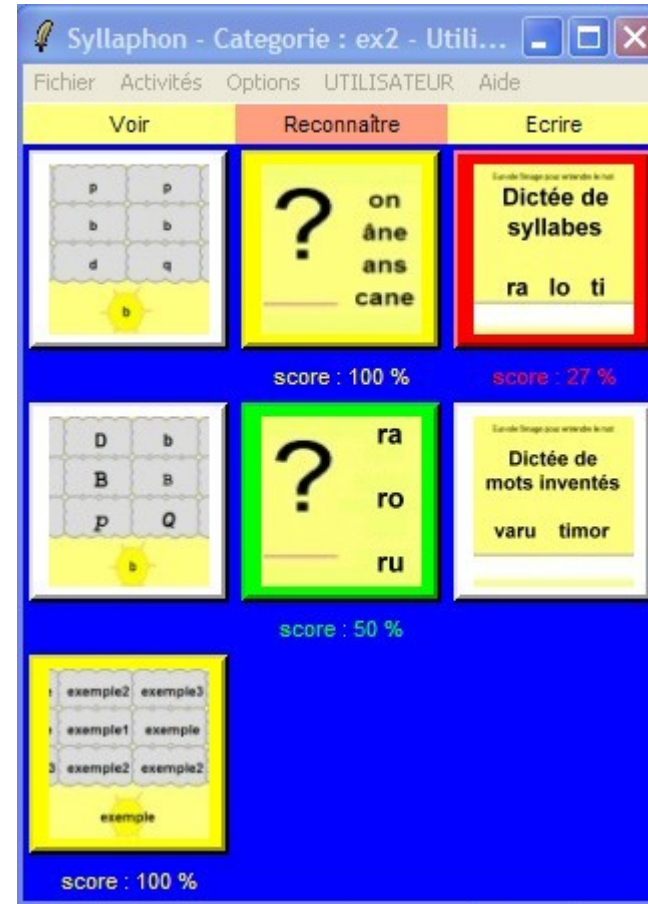 Syllaphon - Categorie : ex2 - Utili...
Fichier Activités Options UTILISATEUR Aide
Voir Reconnaître Ecrire
p p
b b
d q
b
?
on
âne
ans
cane
Dictée de
syllabes
ra lo ti
score : 100 %
score : 27 %
D b
B B
p Q
b
?
ra
ro
ru
Dictée de
mots inventés
varu timor
score : 50 %
exemple2 exemple3
exemple1 exemple
3 exemple2 exemple2
exemple
score : 100 %